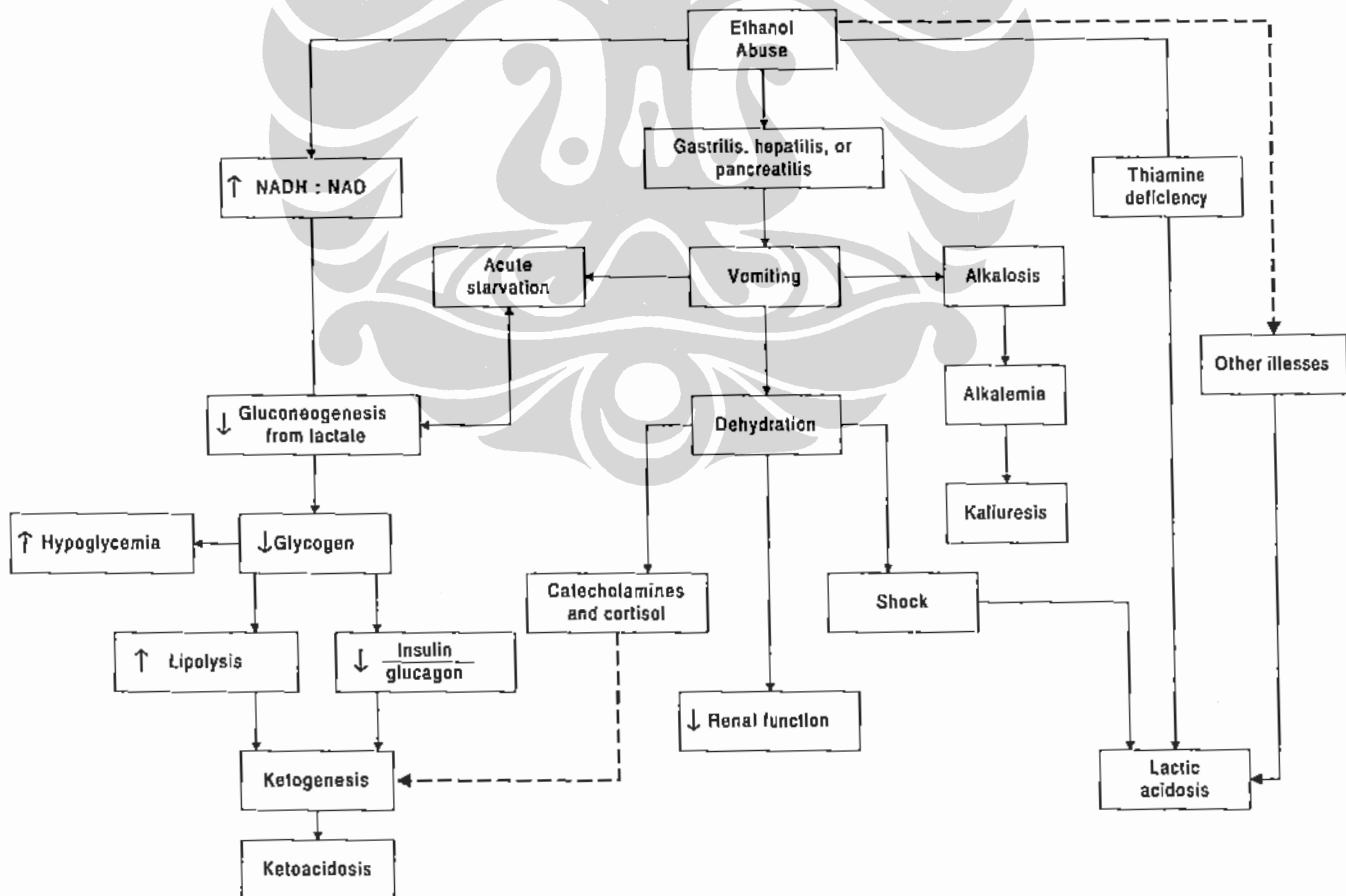 Ethanol
Abuse
Gastritis, hepatitis, or
pancreatitis
↑ NADH : NAD
Thiamine
deficiency
Acute
starvation
Vomiting
Alkalosis
Other illesses
↓ Gluconeogenesis
from lactate
Dehydration
Alkalemia
Kaliuresis
↑ Hypoglycemia
↓Glycogen
Catecholamines
and cortisol
Shock
↑ Lipolysis
↓ Insulin
glucagon
↓ Renal function
Ketogenesis
Lactic
acidosis
Ketoacidosis